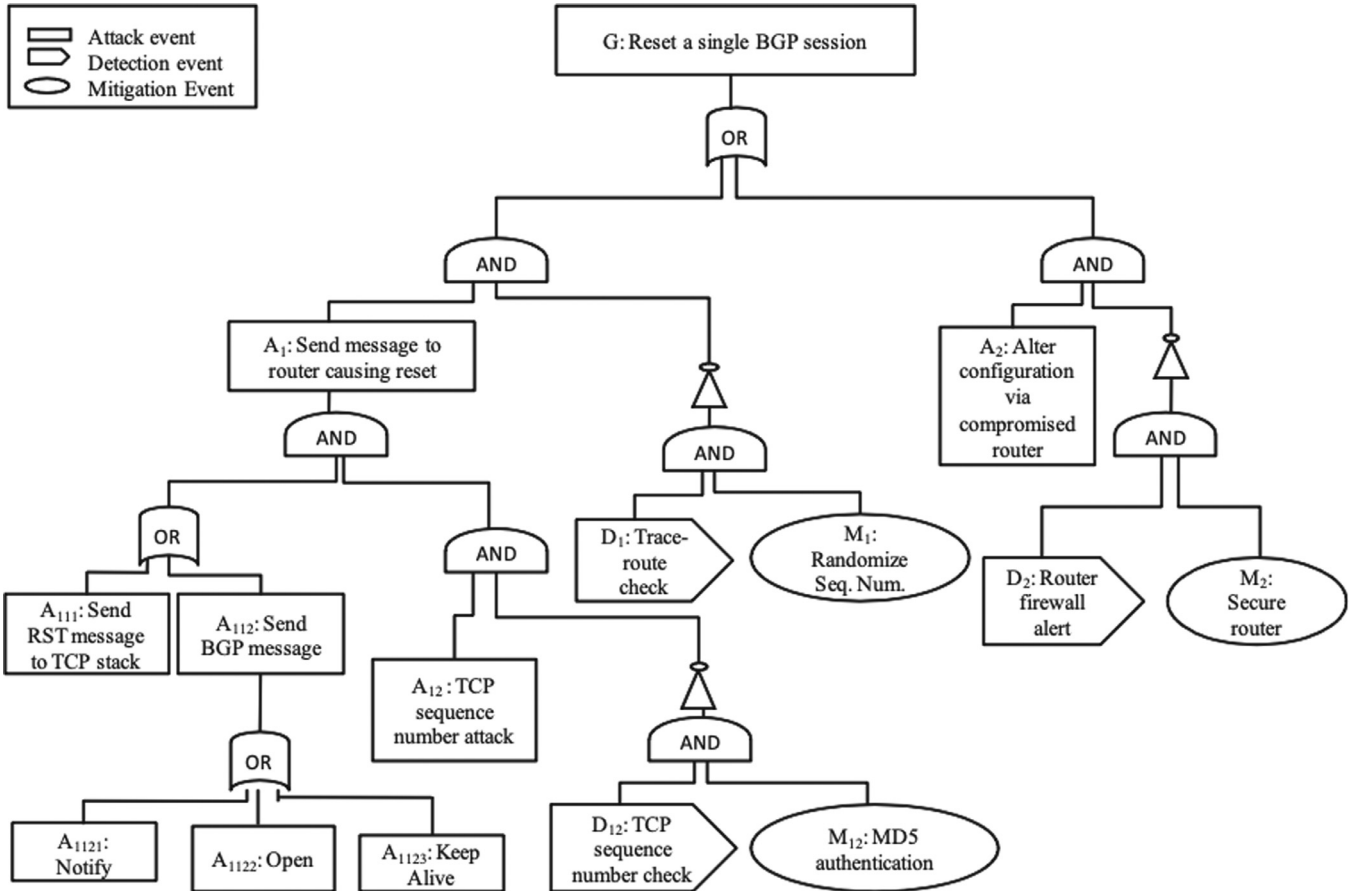 Attack event
Detection event
Mitigation Event
G: Reset a single BGP session
OR
AND
AND
A₁: Send message to
router causing reset
A₂: Alter
configuration
via
compromised
router
AND
AND
AND
OR
AND
D₁: Trace-
route
check
M₁:
Randomize
Seq. Num.
D₂: Router
firewall
alert
M₂:
Secure
router
A₁₁₁: Send
RST message
to TCP stack
A₁₁₂: Send
BGP message
A₁₂: TCP
sequence
number attack
OR
AND
A₁₁₂₁:
Notify
A₁₁₂₂: Open
A₁₁₂₃: Keep
Alive
D₁₂: TCP
sequence
number check
M₁₂: MD5
authentication